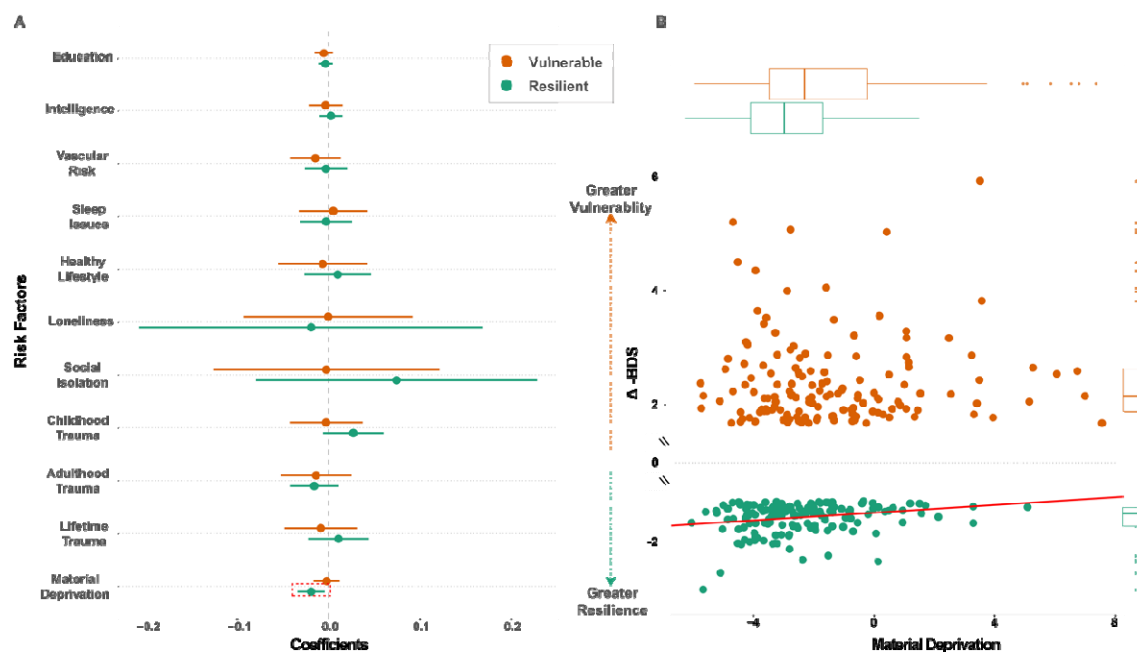 A
Education
Intelligence
Vascular
Risk
Sleep
Issues
Healthy
Lifestyle
Loneliness
Social
Isolation
Childhood
Trauma
Adulthood
Trauma
Lifetime
Trauma
Material
Deprivation
Risk Factors
−0.2
−0.1
0.0
0.1
0.2
Coefficients
Vulnerable
Resilient
Greater
Vulnerablity
Greater
Resilience
B
6
4
2
0
-2
Δ -BDS
−4
0
4
8
Material Deprivation